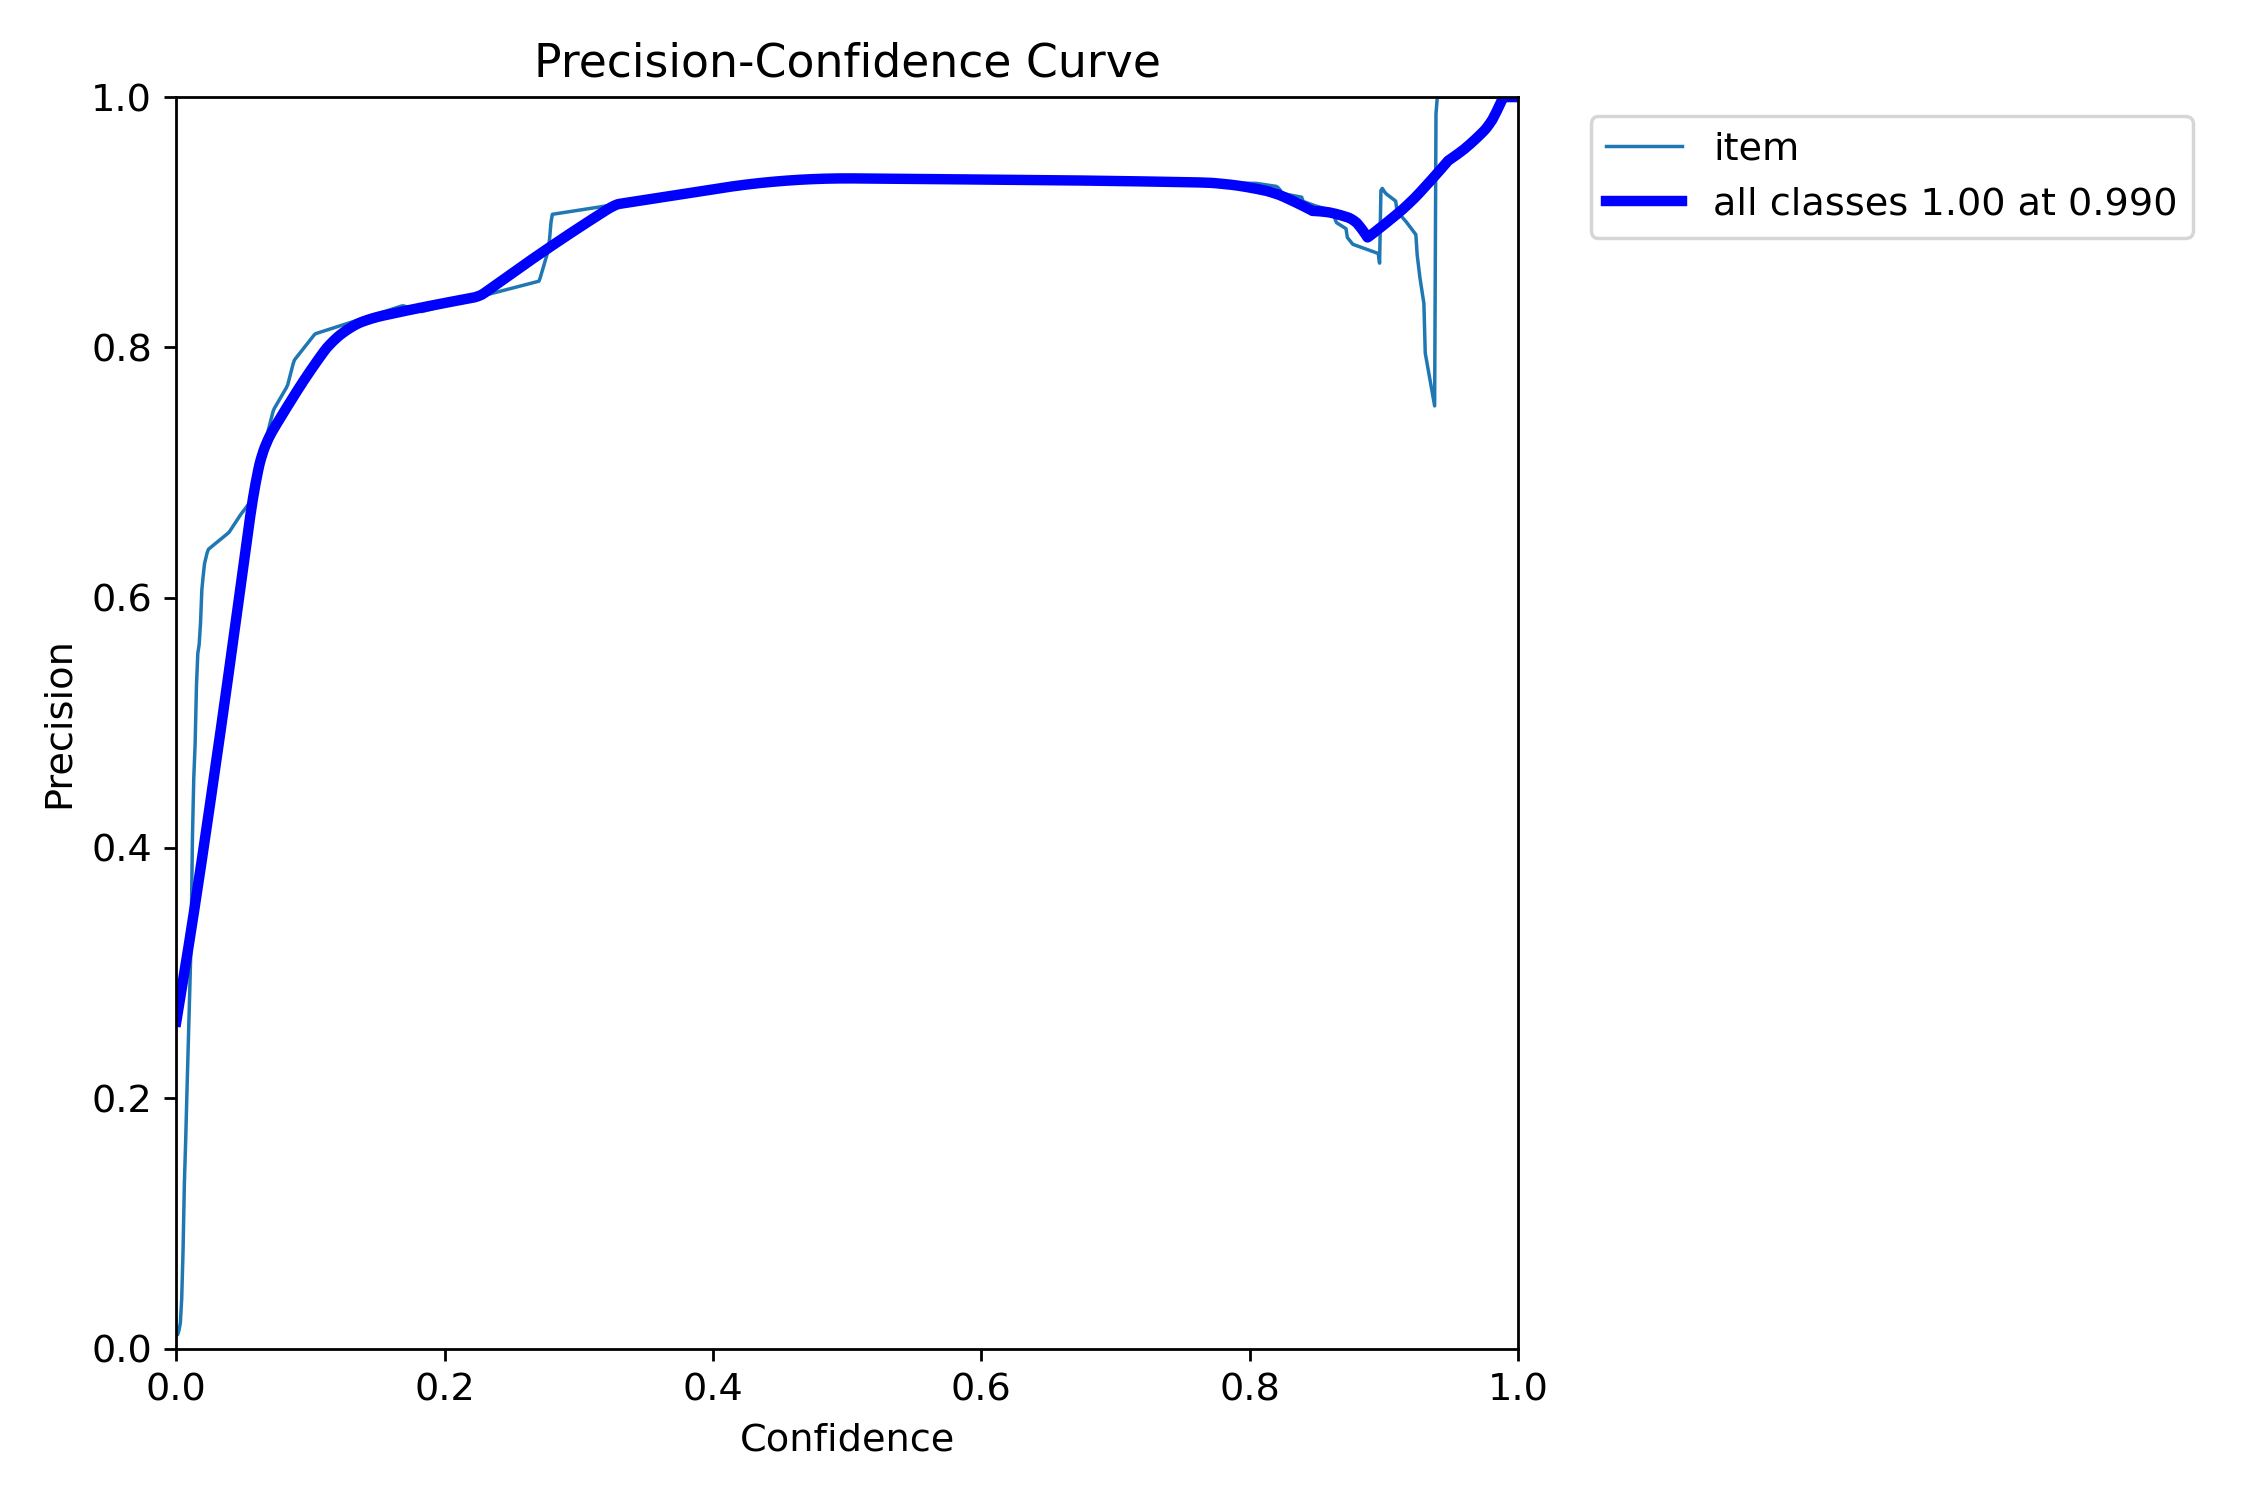 Precision-Confidence Curve
1.0
0.8
0.6
0.4
0.2
0.0
Precision
0.0 0.2 0.4 0.6 0.8 1.0
Confidence
item
all classes 1.00 at 0.990